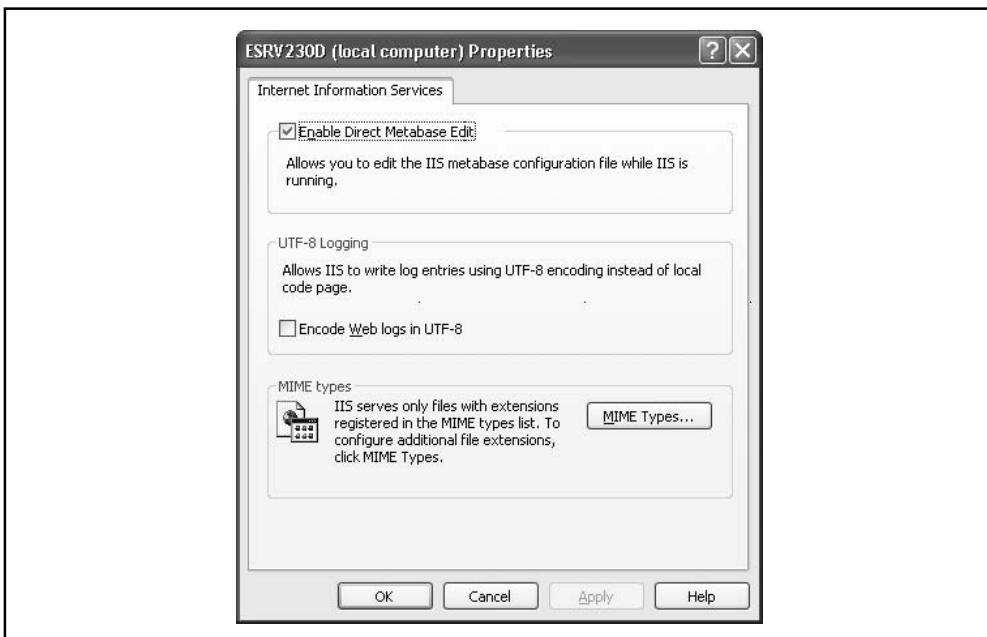 ESRV230D (local computer) Properties
Internet Information Services
Enable Direct Metabase Edit
Allows you to edit the IIS metabase configuration file while IIS is
running.
UTF-8 Logging
Allows IIS to write log entries using UTF-8 encoding instead of local
code page.
Encode Web logs in UTF-8
MIME types
IIS serves only files with extensions
registered in the MIME types list. To
configure additional file extensions,
click MIME Types.
MIME Types...
OK
Cancel
Apply
Help